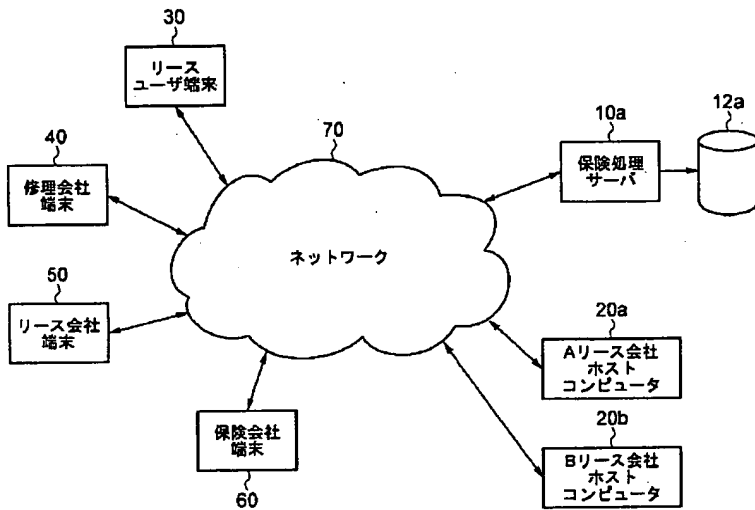 30
リース
ユーザ端末
40
修理会社
端末
50
リース会社
端末
70
ネットワーク
10a
保険処理
サーバ
12a
20a
Aリース会社
ホスト
コンピュータ
20b
Bリース会社
ホスト
コンピュータ
保険会社
端末
60